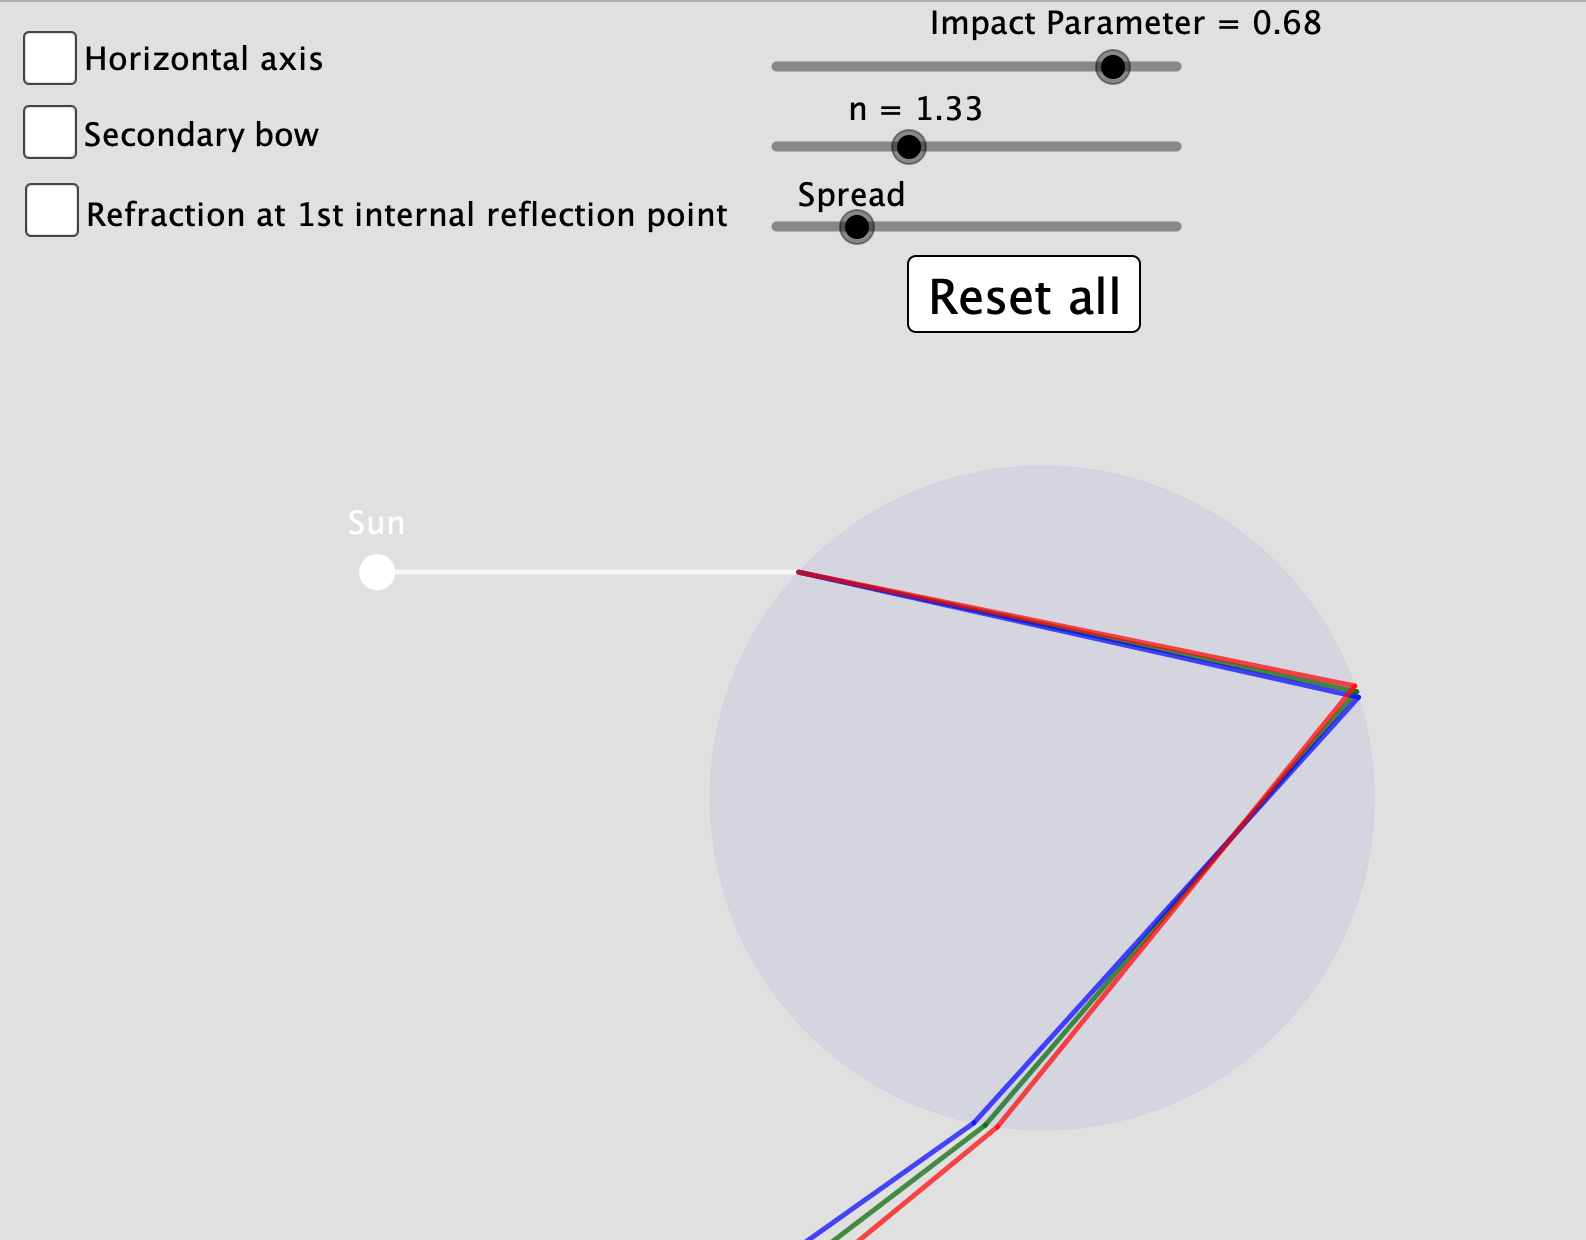 Impact Parameter = 0.68
Horizontal axis
n = 1.33
Secondary bow
Spread
Refraction at 1st internal reflection point
Reset all
Sun